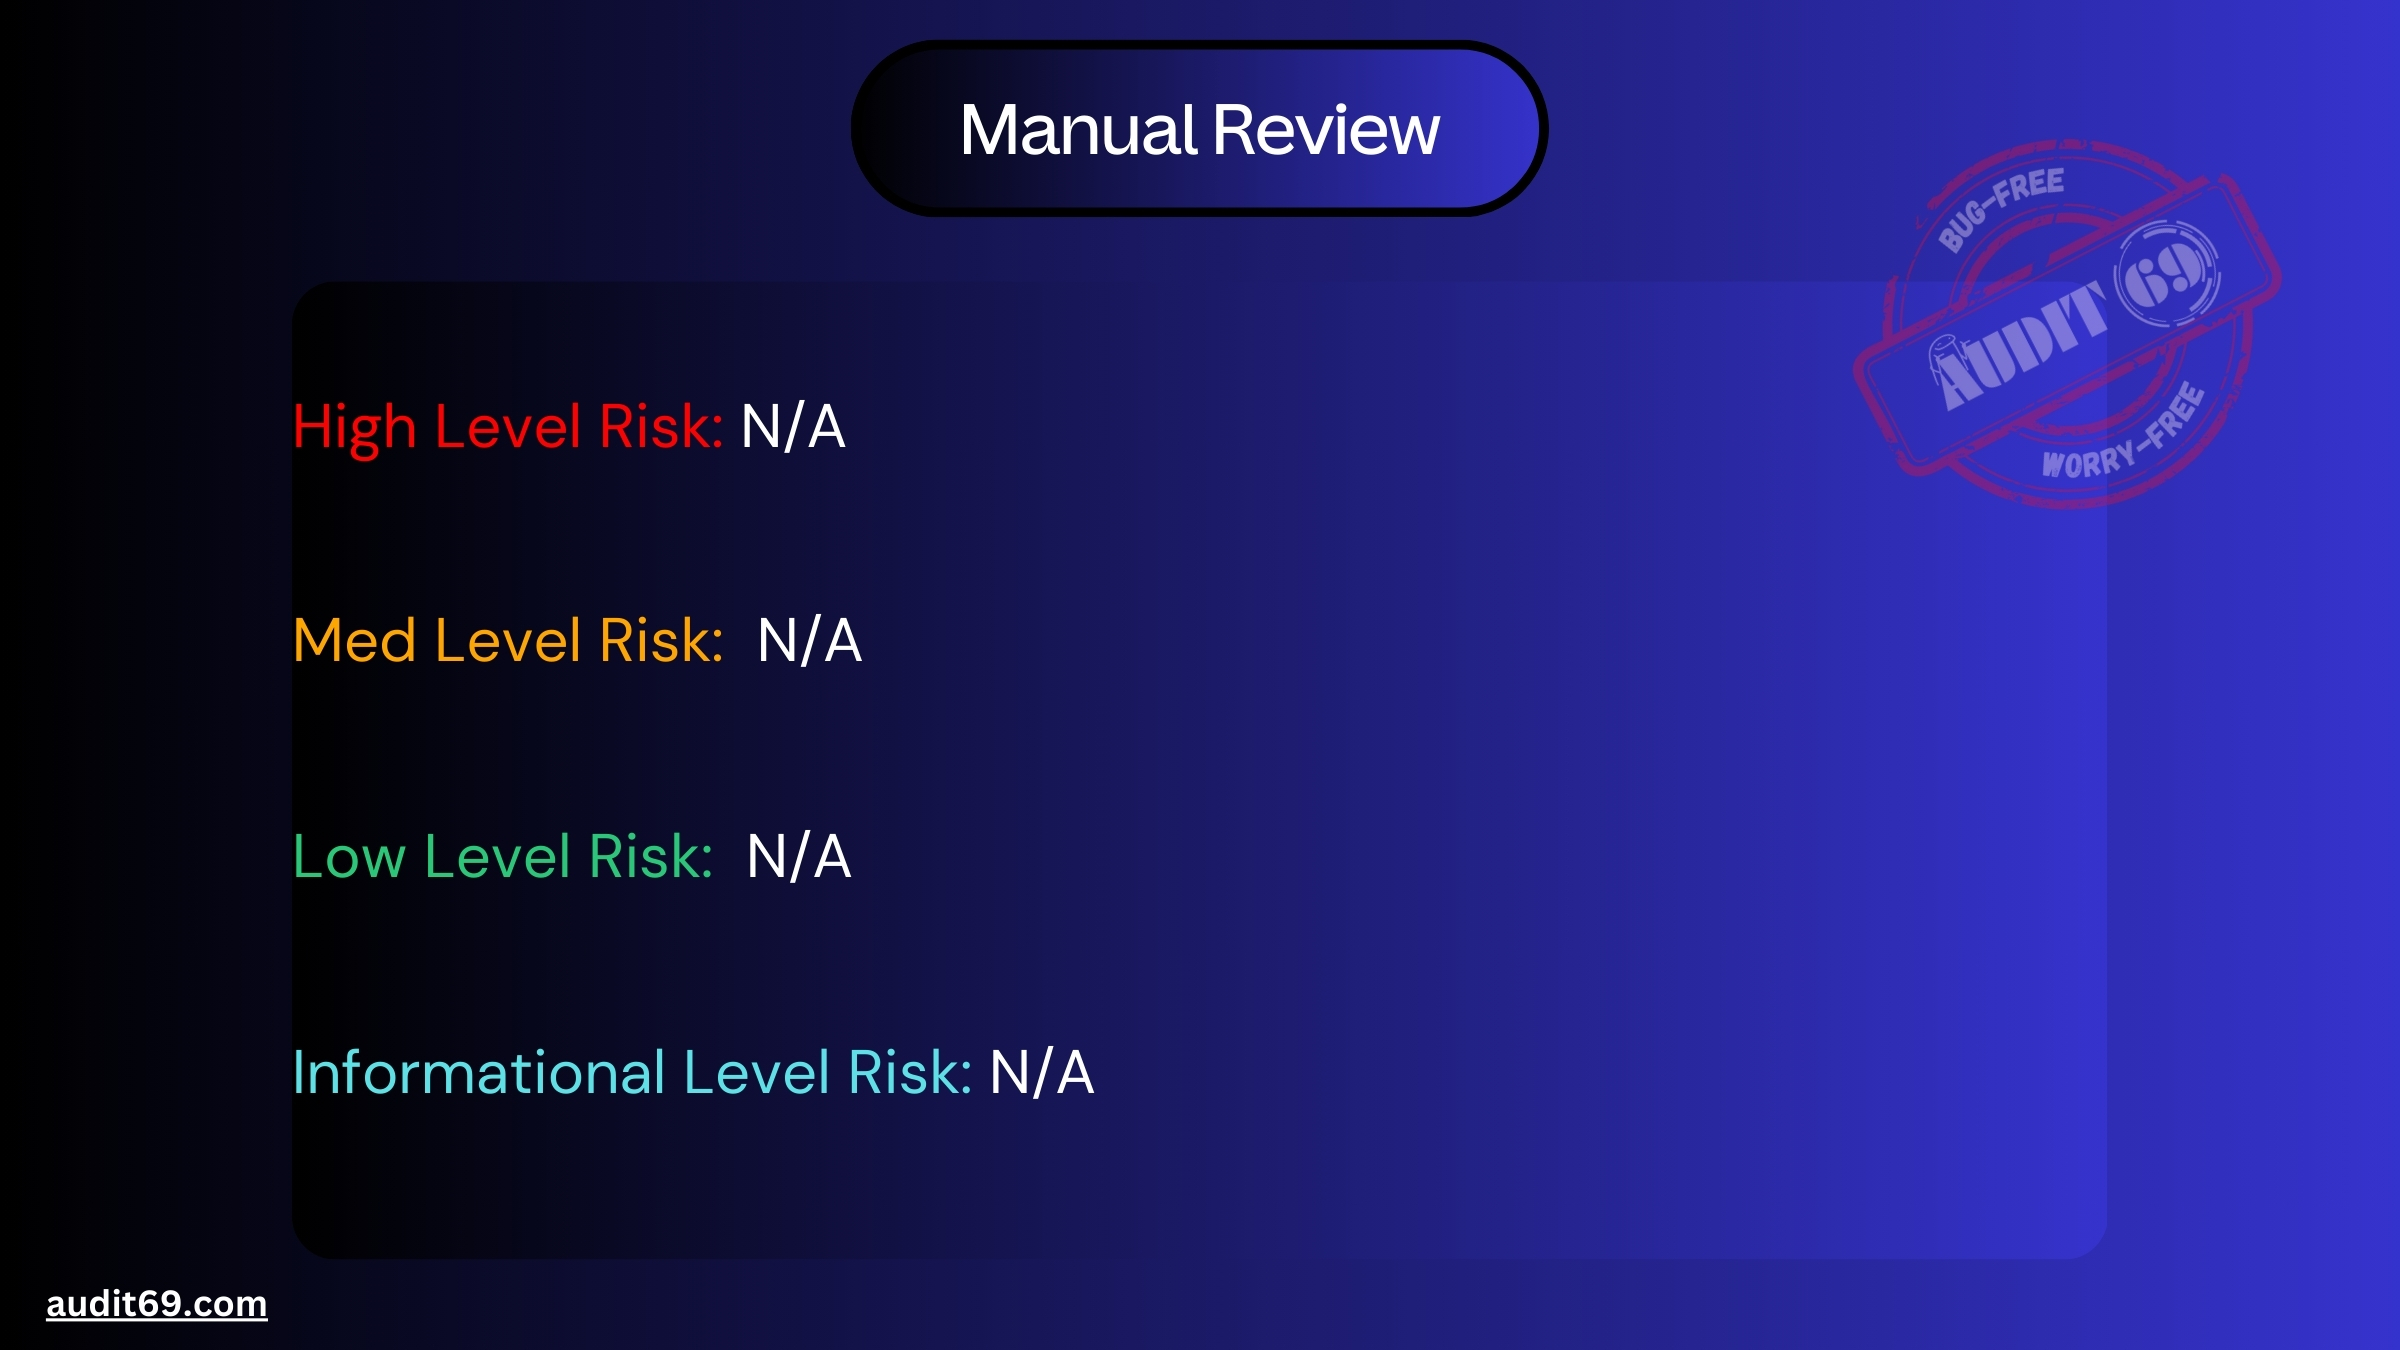 Manual Review
BUG-FREE
AUDIT 69
WORRY-FREE
High Level Risk: N/A
Med Level Risk:  N/A
Low Level Risk:  N/A
Informational Level Risk: N/A
audit69.com